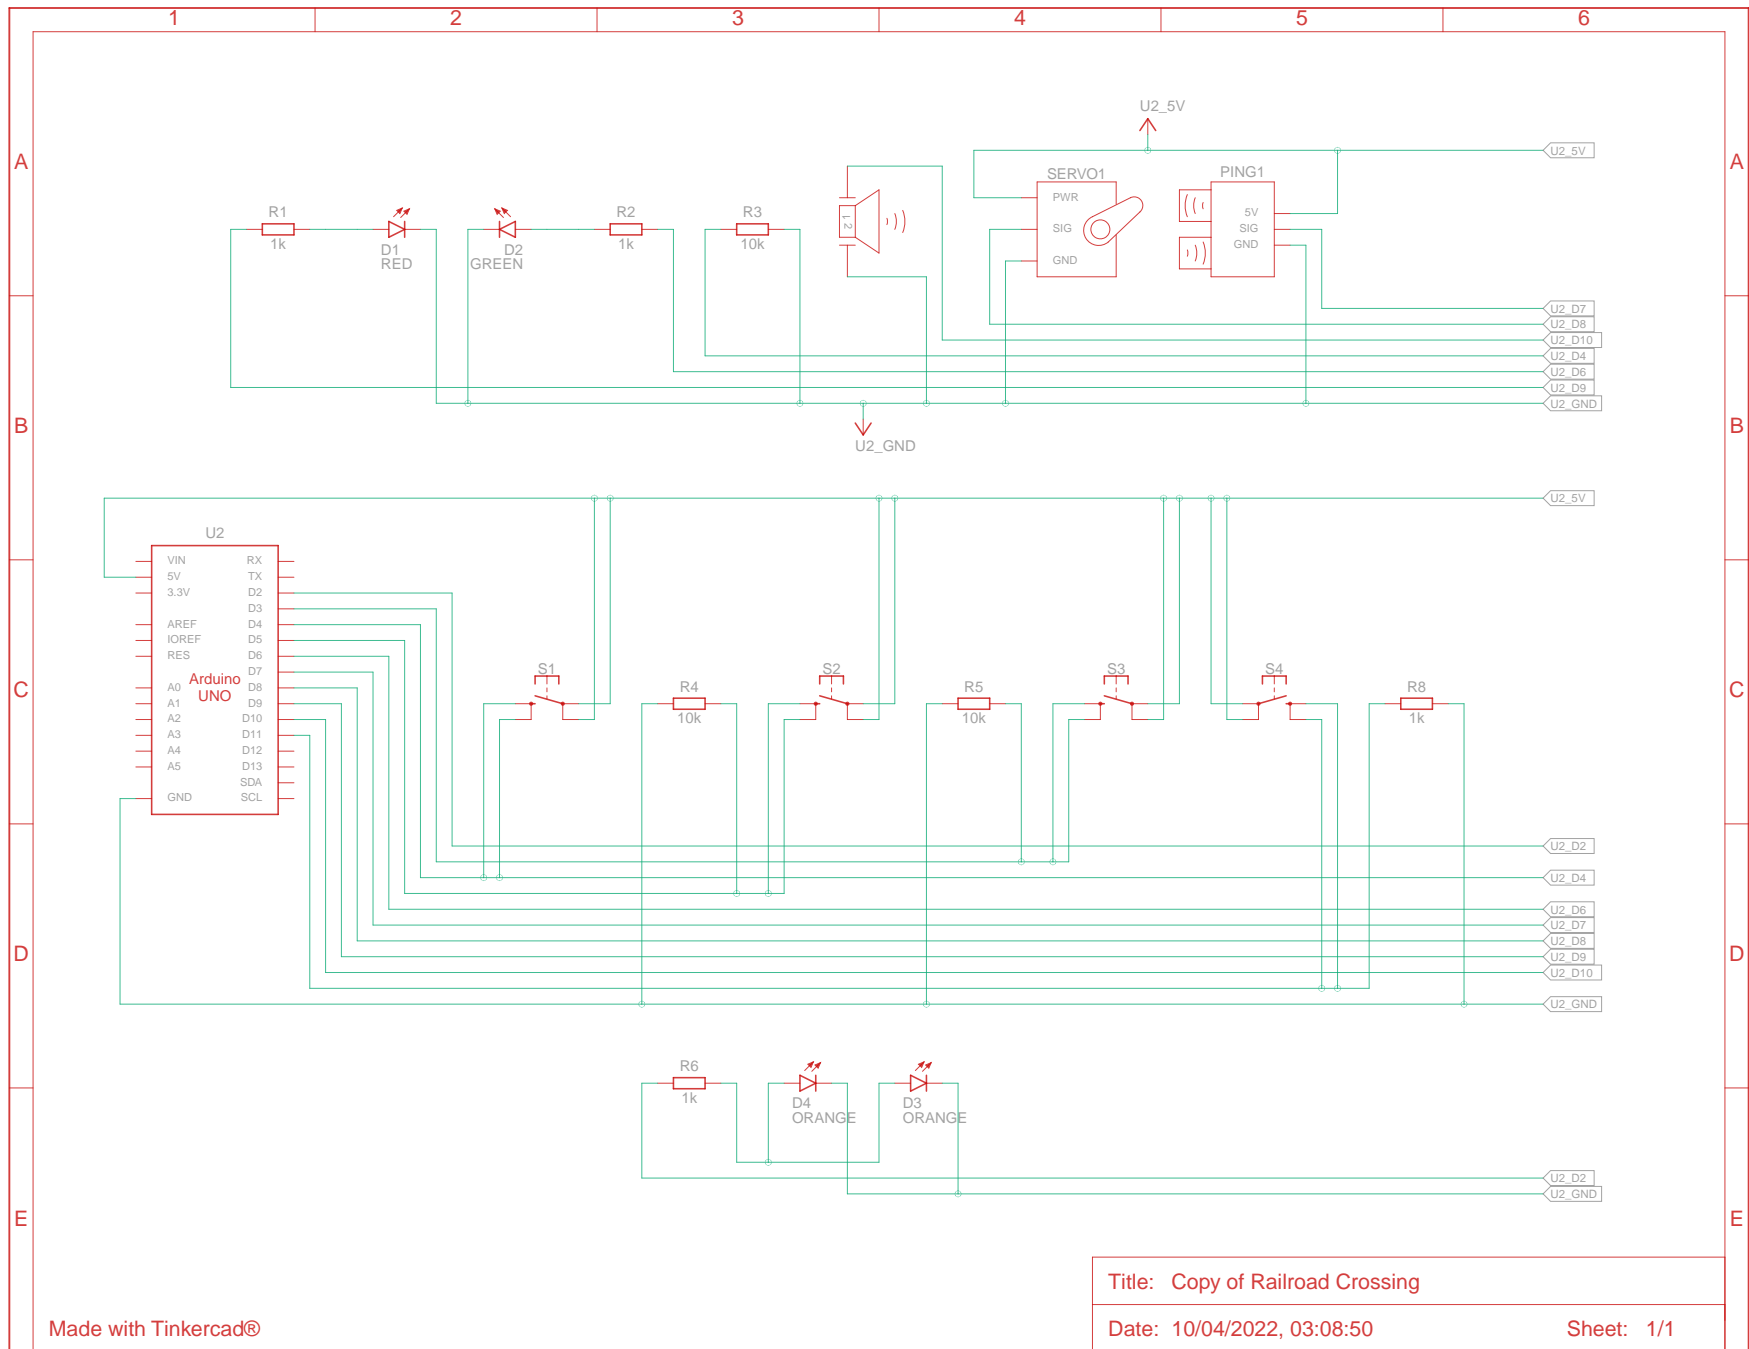 1 2 3 4 5 6
U2_5V
A U2_5V A
SERVO1 PING1
PWR
SIG
GND
5V
SIG
GND
R1 R2 R3
1k 1k 10k
D1
RED
D2
GREEN
1 2
U2_D7
U2_D8
U2_D10
U2_D4
U2_D6
U2_D9
U2_GND
B B
U2_GND
U2_5V
U2
VIN RX
5V TX
3.3V D2
D3
AREF D4
IOREF D5
RES D6
D7
Arduino
UNO
A0 D8
A1 D9
A2 D10
A3 D11
A4 D12
A5 D13
SDA
GND SCL
S1 S2 S3 S4
C R4 R5 R8 C
10k 10k 1k
U2_D2
U2_D4
U2_D6
U2_D7
U2_D8
D D
U2_D9
U2_D10
U2_GND
R6
1k
D4
ORANGE
D3
ORANGE
U2_D2
U2_GND
E E
Title: Copy of Railroad Crossing
Made with Tinkercad®
Date: 10/04/2022, 03:08:50 Sheet: 1/1